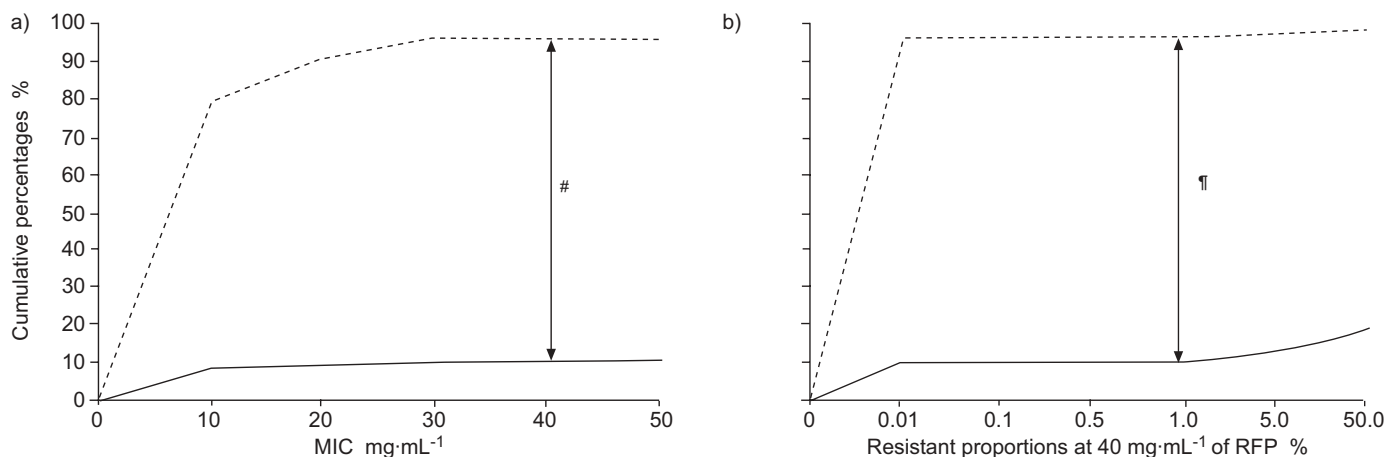 a)
100
90
80
70
60
50
40
30
20
10
0
Cumulative percentages %
#
0 10 20 30 40 50
MIC mg·mL⁻¹
b)
¶
0 0.01 0.1 0.5 1.0 5.0 50.0
Resistant proportions at 40 mg·mL⁻¹ of RFP %